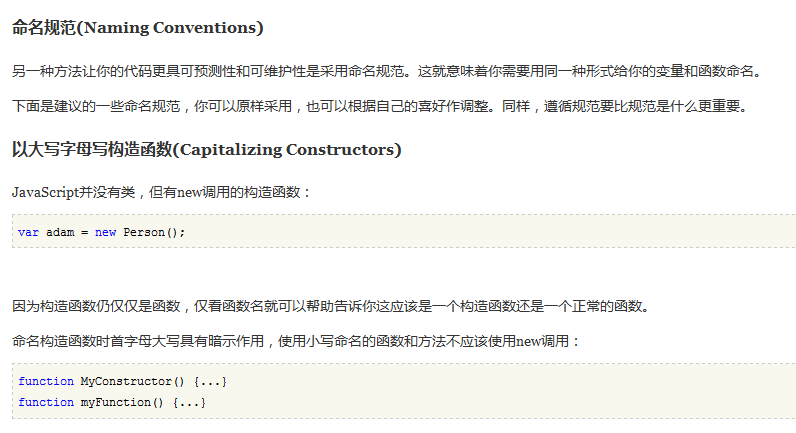 命名规范(Naming Conventions)
另一种方法让你的代码更具可预测性和可维护性是采用命名规范。这就意味着你需要用同一种形式给你的变量和函数命名。
下面是建议的一些命名规范，你可以原样采用，也可以根据自己的喜好作调整。同样，遵循规范要比规范是什么更重要。
以大写字母写构造函数(Capitalizing Constructors)
JavaScript并没有类，但有new调用的构造函数：
var adam = new Person();
因为构造函数仍仅仅是函数，仅看函数名就可以帮助告诉你这应该是一个构造函数还是一个正常的函数。
命名构造函数时首字母大写具有暗示作用，使用小写命名的函数和方法不应该使用new调用：
function MyConstructor() {...}
function myFunction() {...}